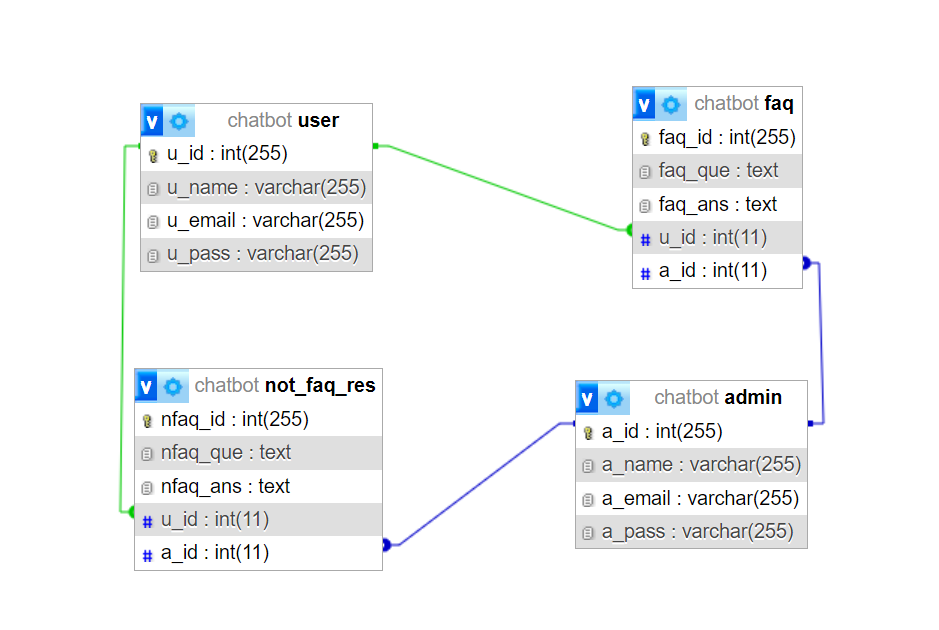 v chatbot user
u_id : int(255)
u_name : varchar(255)
u_email : varchar(255)
u_pass : varchar(255)
v chatbot faq
faq_id : int(255)
faq_que : text
faq_ans : text
# u_id : int(11)
# a_id : int(11)
v chatbot not_faq_res
nfaq_id : int(255)
nfaq_que : text
nfaq_ans : text
# u_id : int(11)
# a_id : int(11)
v chatbot admin
a_id : int(255)
a_name : varchar(255)
a_email : varchar(255)
a_pass : varchar(255)